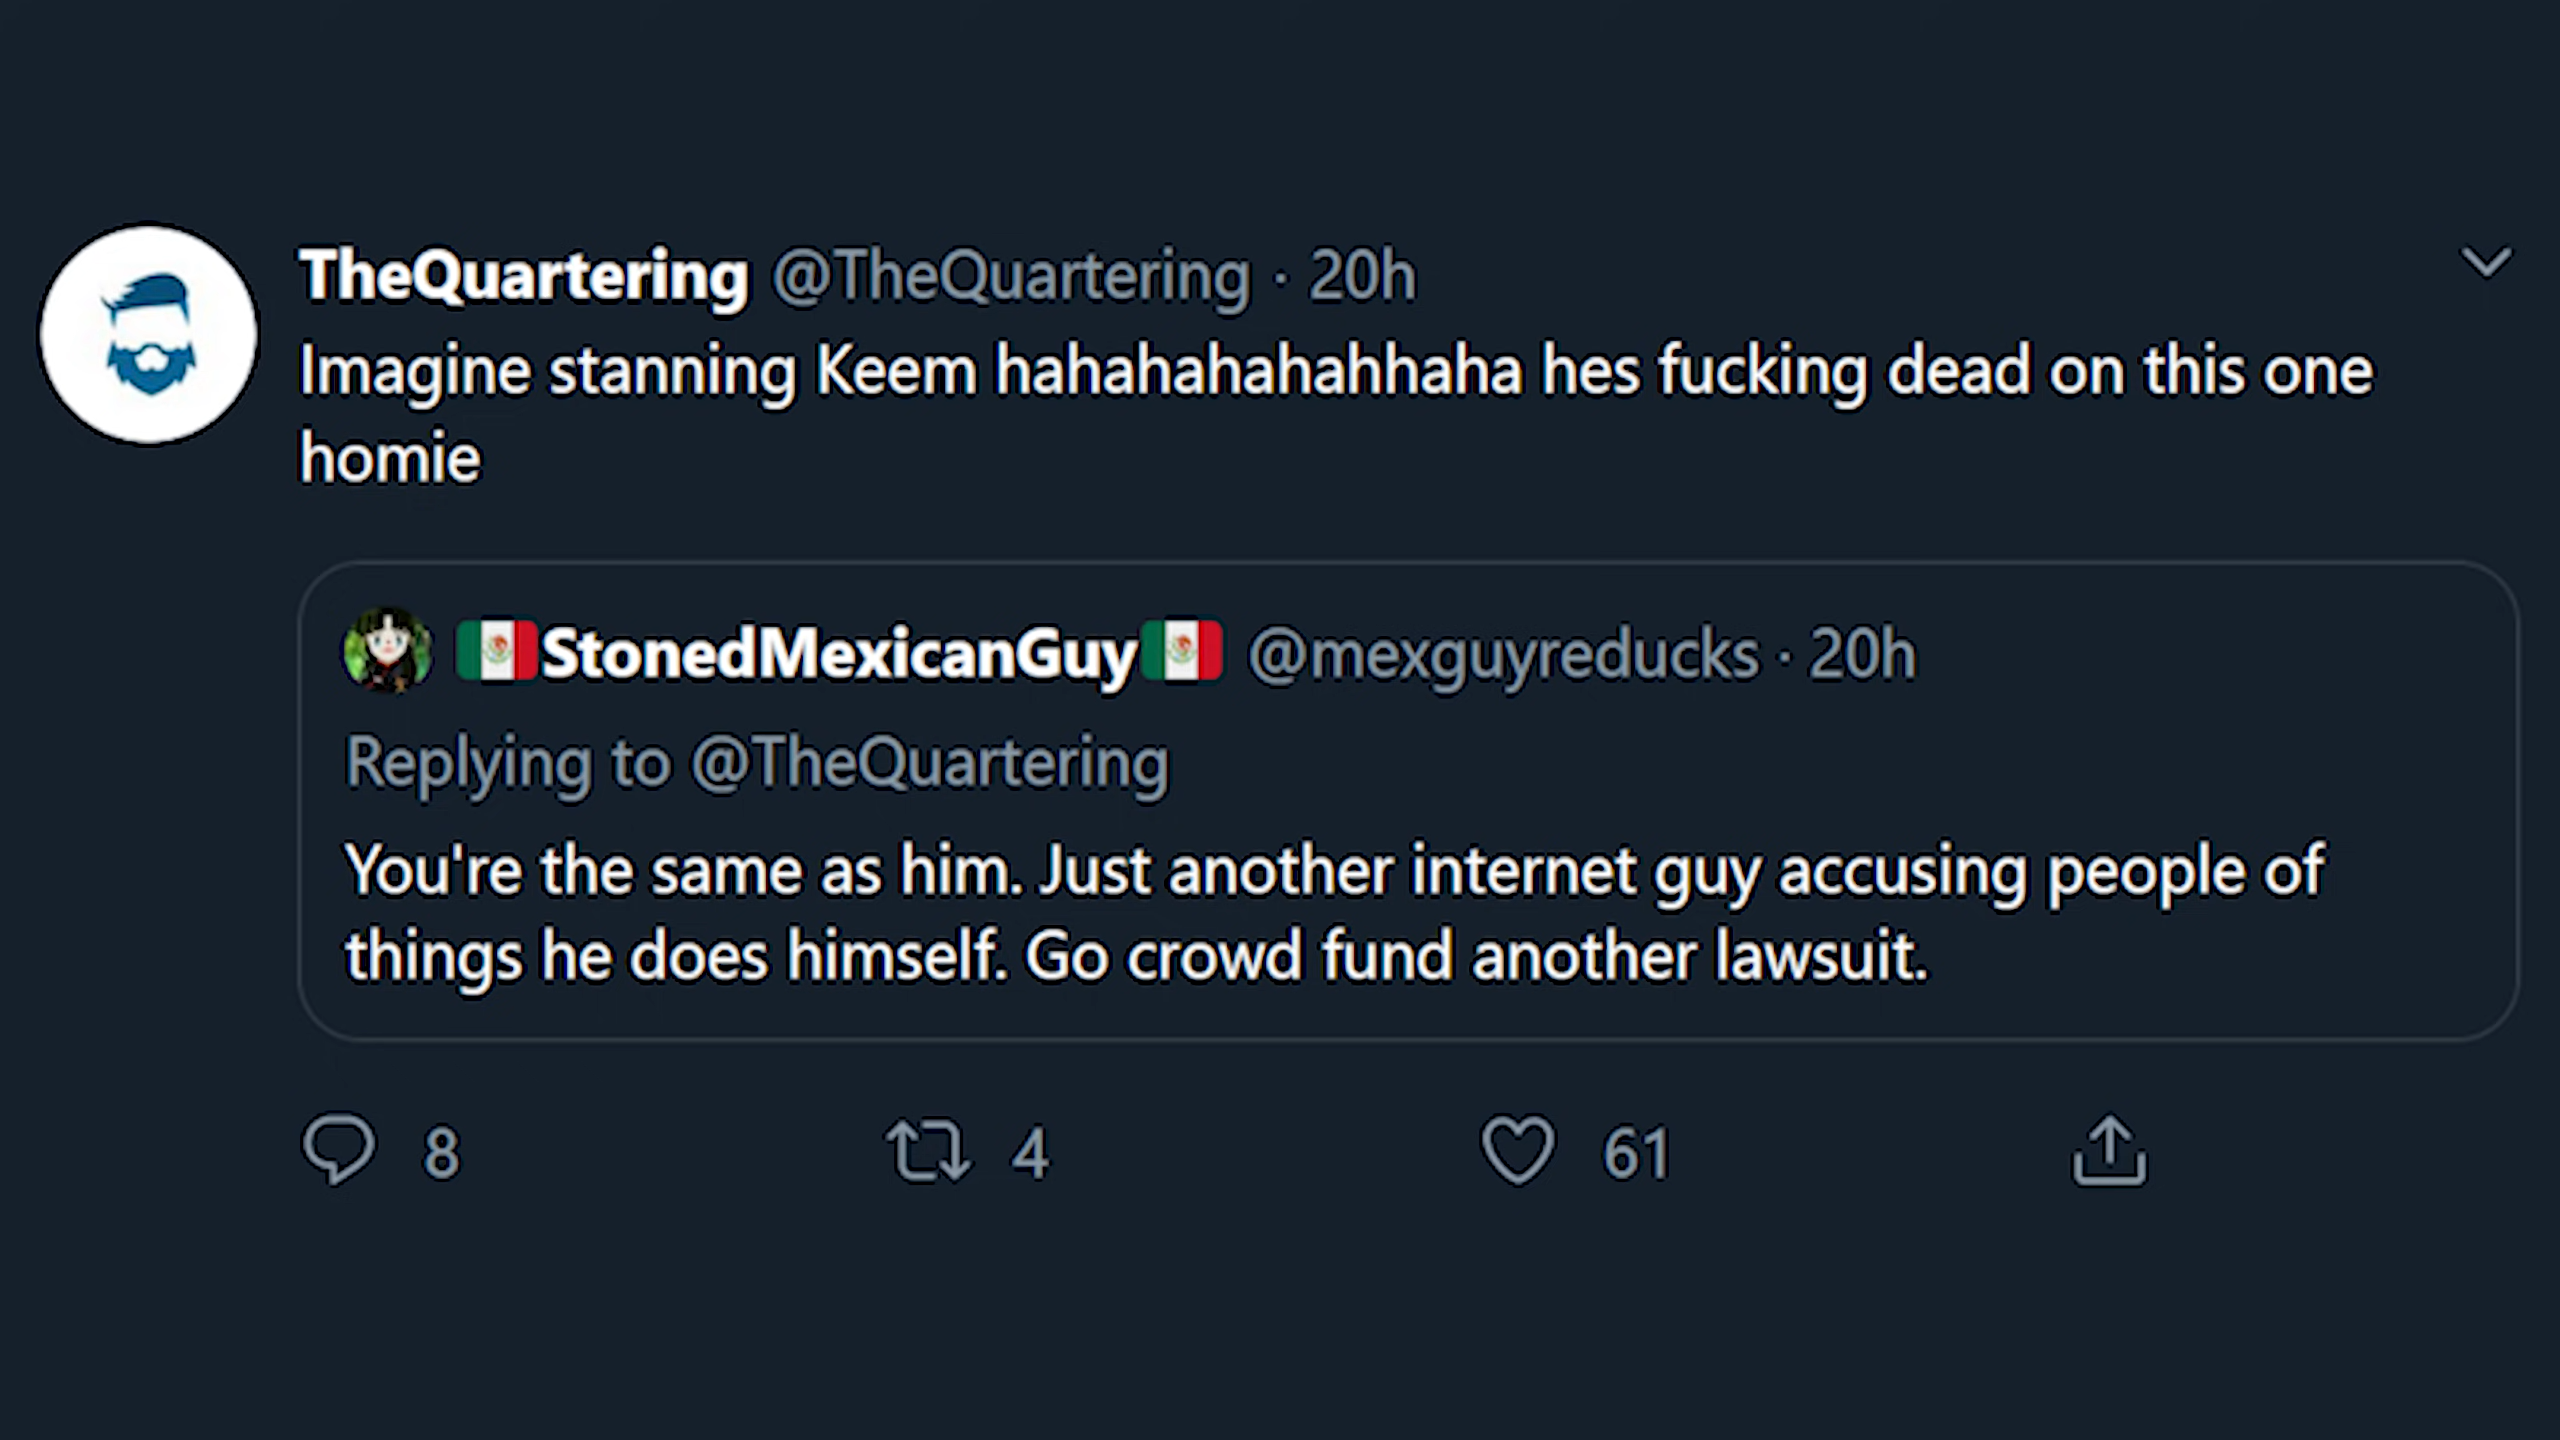 TheQuartering @TheQuartering · 20h
Imagine stanning Keem hahahahahahhaha hes fucking dead on this one
homie
🇲🇽StonedMexicanGuy🇲🇽 @mexguyreducks · 20h
Replying to @TheQuartering
You're the same as him. Just another internet guy accusing people of
things he does himself. Go crowd fund another lawsuit.
8 4 61